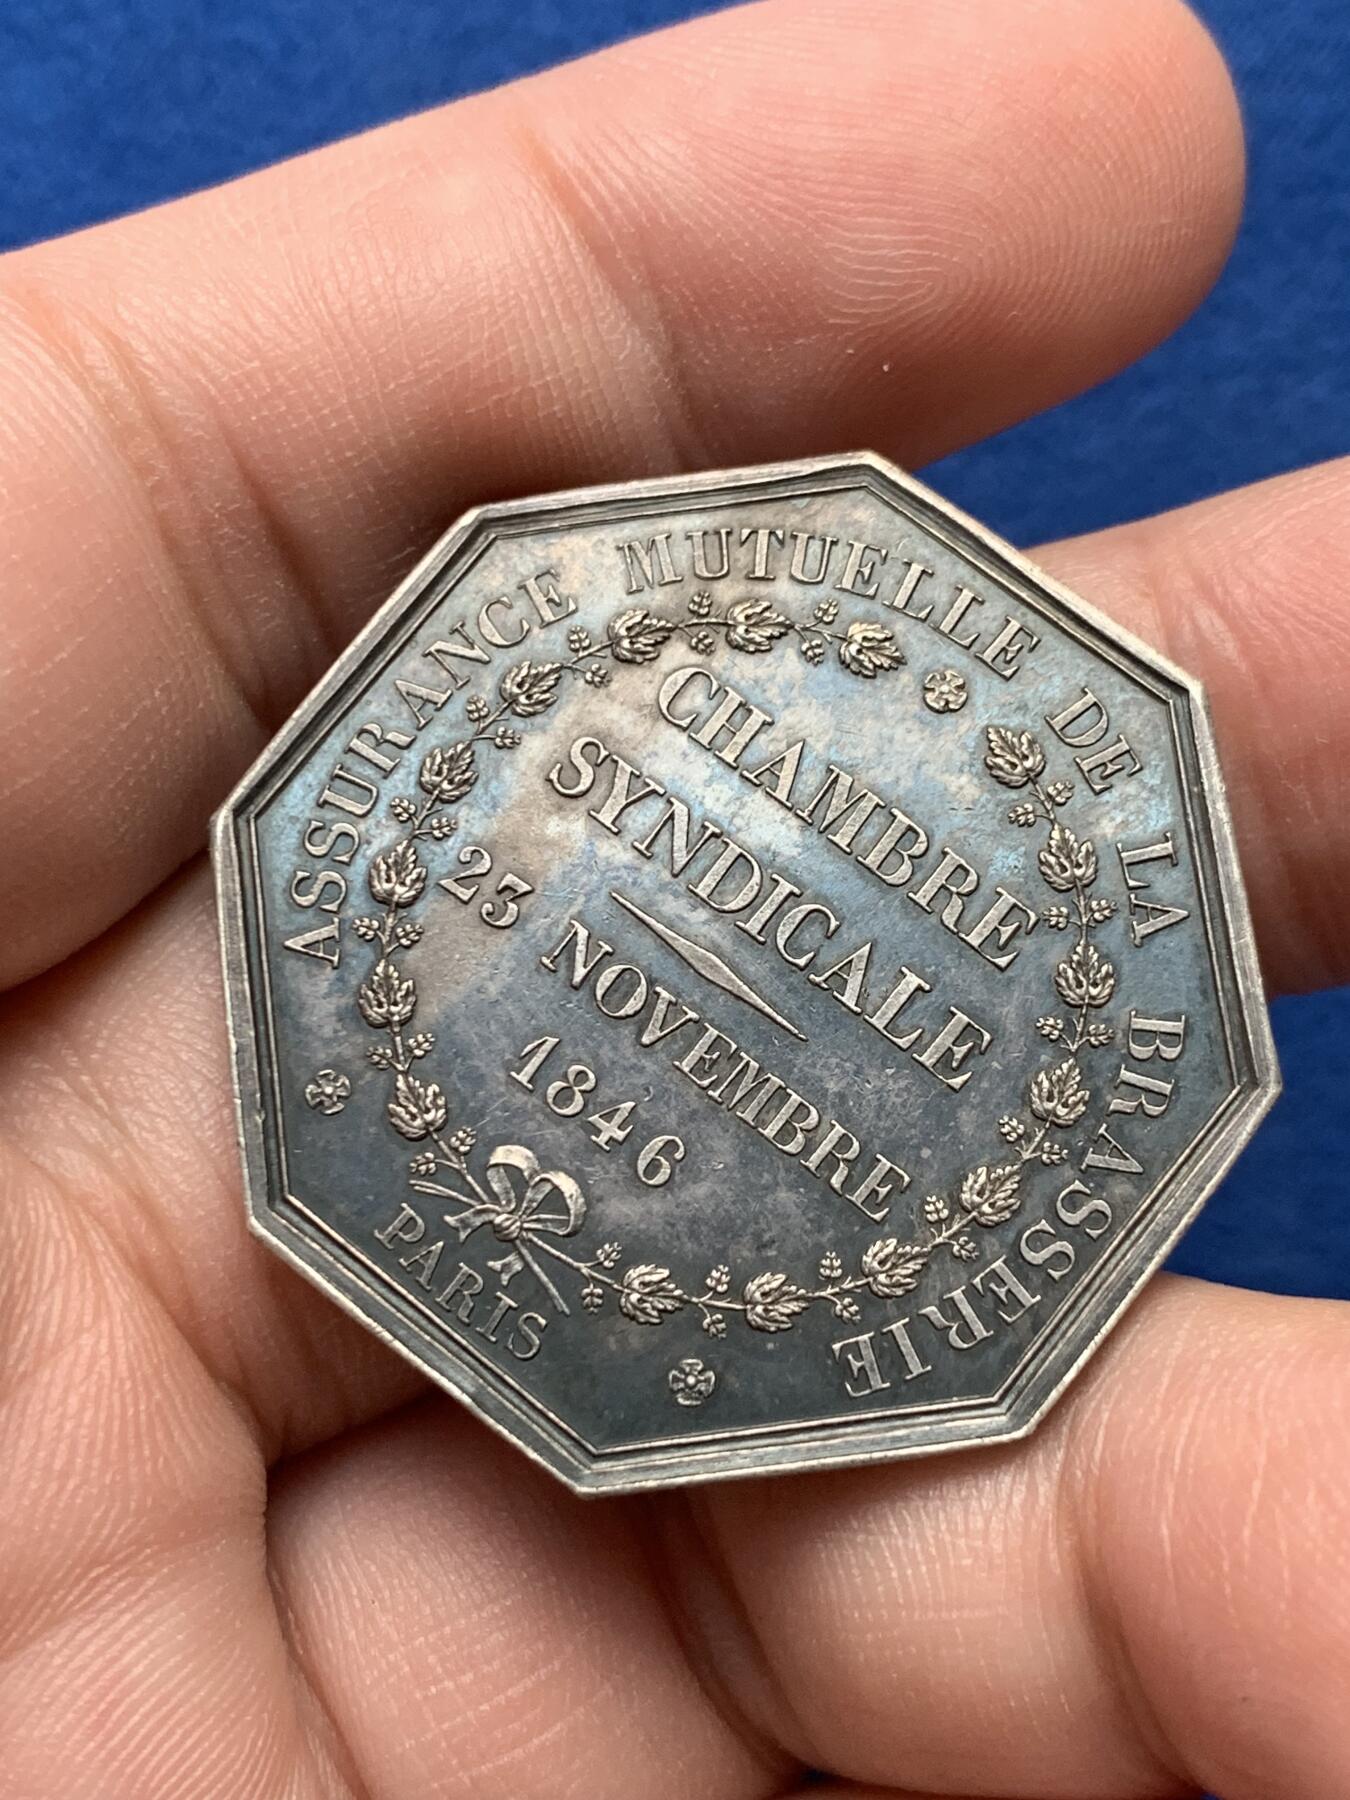 ASSURANCE MUTUELLE DE LA BRASSERIE
CHAMBRE
SYNDICALE
23 NOVEMBRE
1846
PARIS